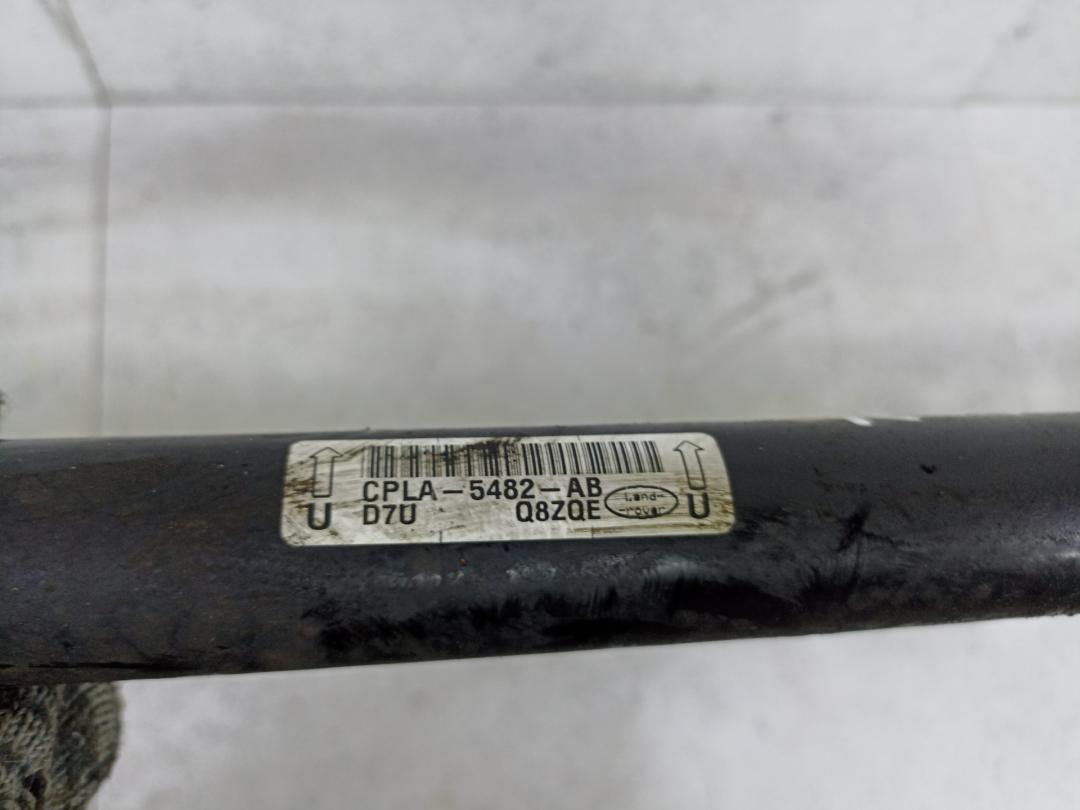 CPLA-5482-AB
D7U Q8ZQE
Land-
-rover
U U